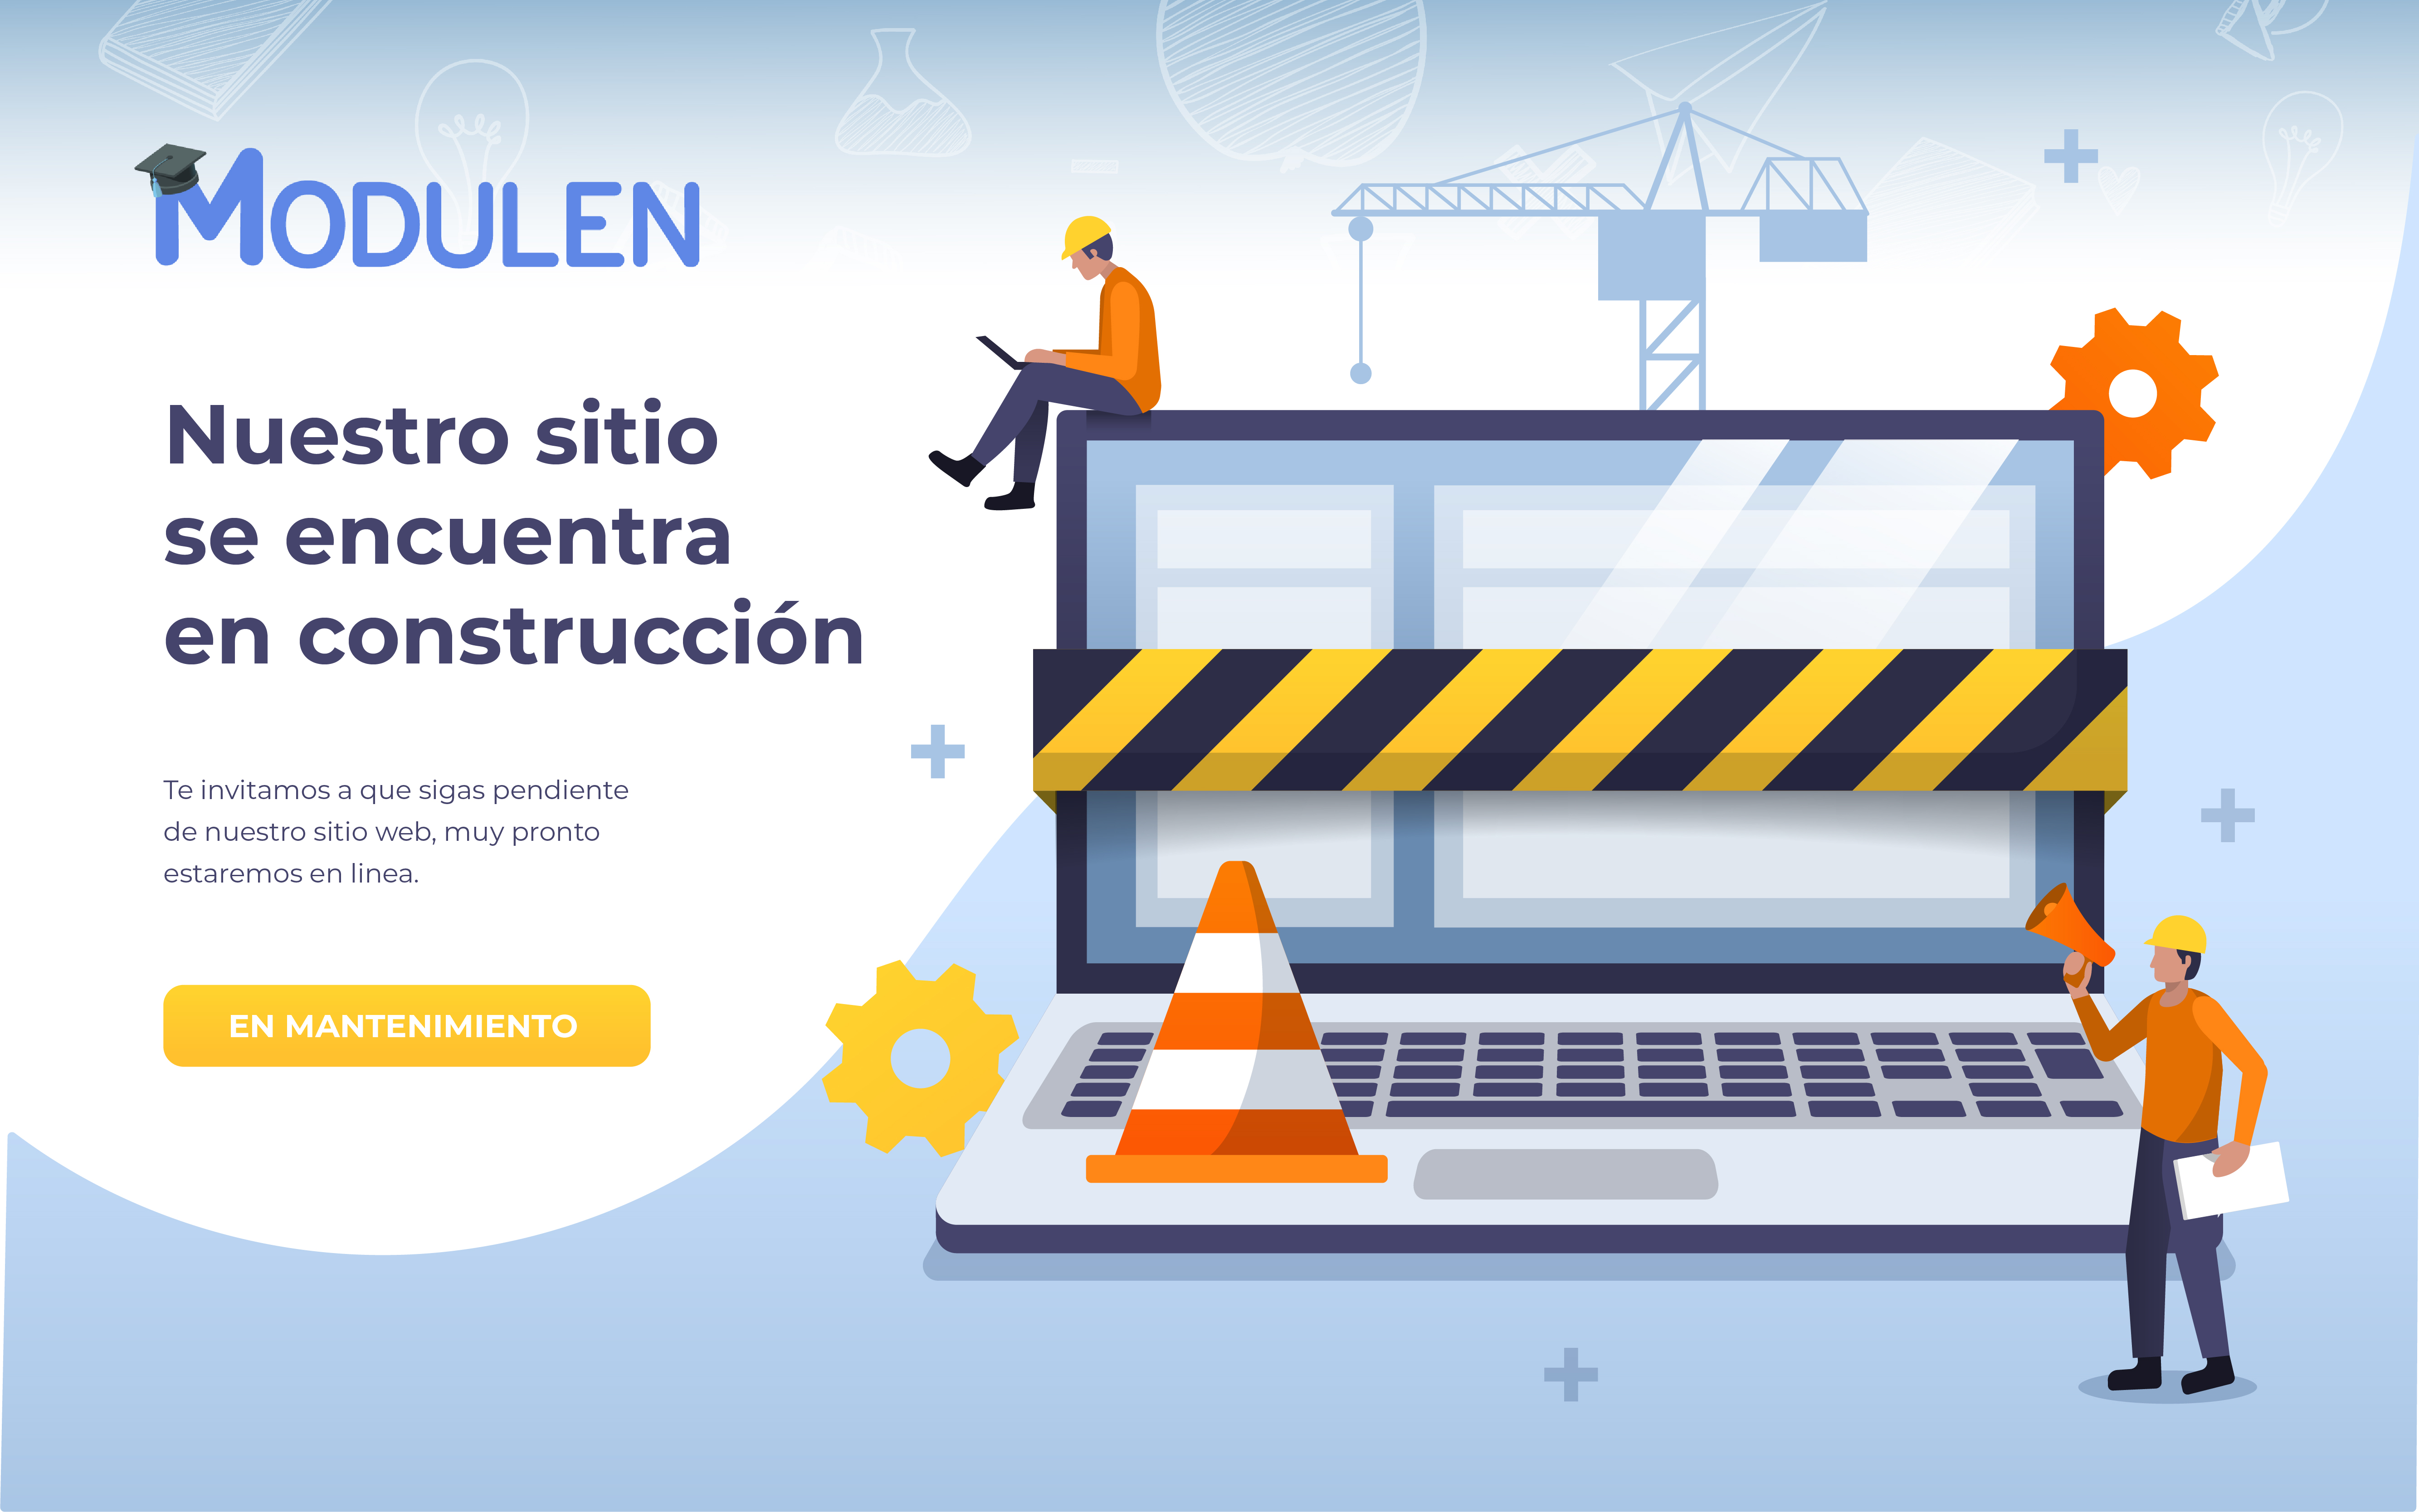 MODULEN
Nuestro sitio
se encuentra
en construcción
Te invitamos a que sigas pendiente
de nuestro sitio web, muy pronto
estaremos en linea.
EN MANTENIMIENTO